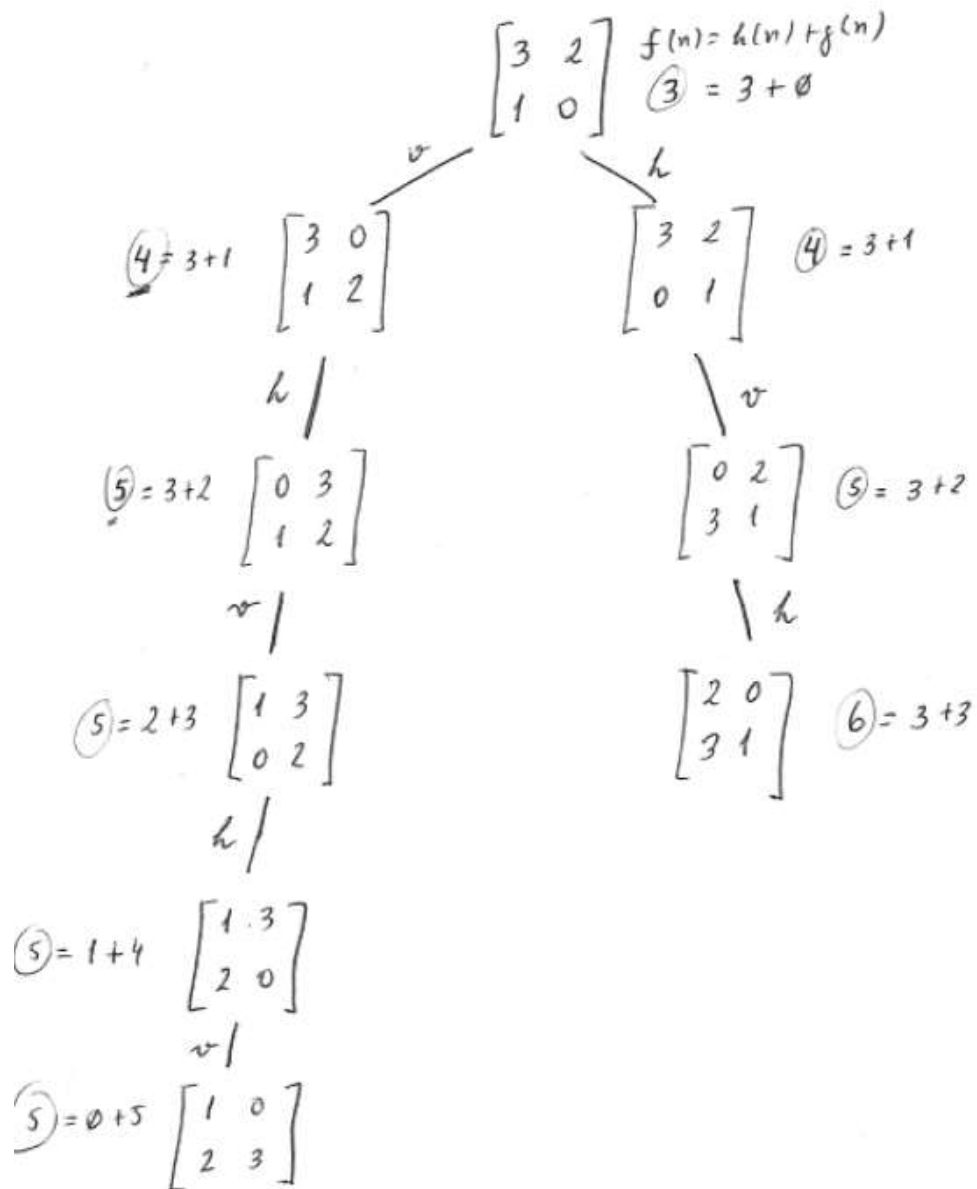 [3 2] f(n) = h(n) + g(n)
[1 0] 3 = 3 + ø
v h
4 = 3+1 [3 0] [3 2] 4 = 3+1
[1 2] [0 1]
h v
5 = 3+2 [0 3] [0 2] 5 = 3+2
[1 2] [3 1]
v h
5 = 2+3 [1 3] [2 0] 6 = 3+3
[0 2] [3 1]
h
5 = 1+4 [1 . 3]
[2 0]
v
5 = ø+5 [1 0]
[2 3]